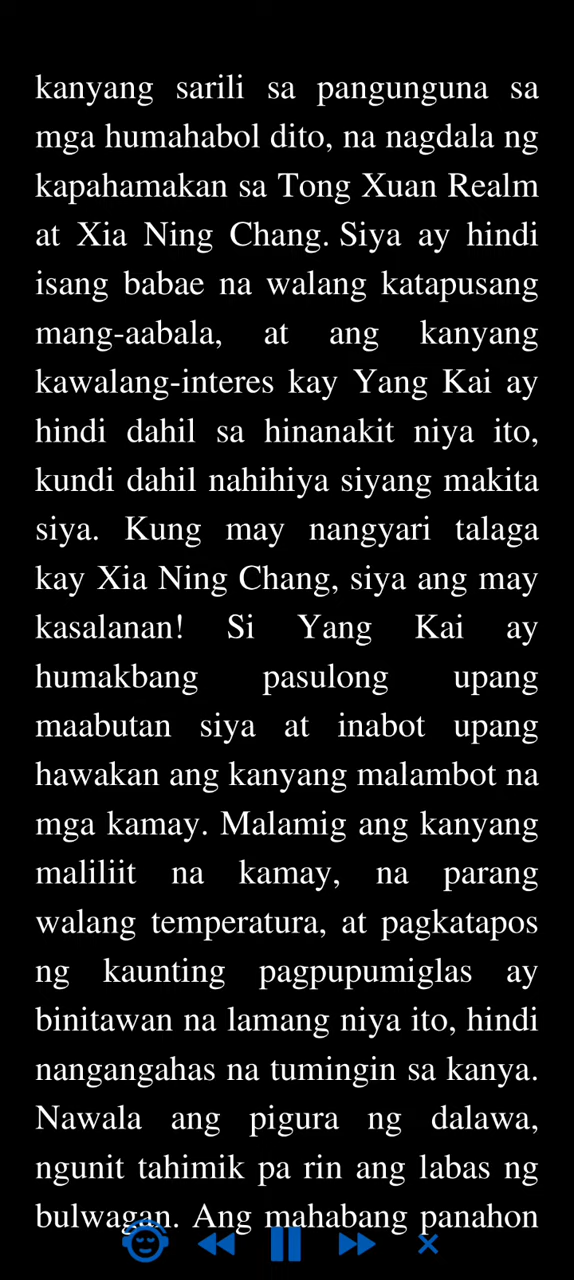 kanyang sarili sa pangunguna sa
mga humahabol dito, na nagdala ng
kapahamakan sa Tong Xuan Realm
at Xia Ning Chang. Siya ay hindi
isang babae na walang katapusang
mang-aabala, at ang kanyang
kawalang-interes kay Yang Kai ay
hindi dahil sa hinanakit niya ito,
kundi dahil nahihiya siyang makita
siya. Kung may nangyari talaga
kay Xia Ning Chang, siya ang may
kasalanan! Si Yang Kai ay
humakbang pasulong upang
maabutan siya at inabot upang
hawakan ang kanyang malambot na
mga kamay. Malamig ang kanyang
maliliit na kamay, na parang
walang temperatura, at pagkatapos
ng kaunting pagpupumiglas ay
binitawan na lamang niya ito, hindi
nangangahas na tumingin sa kanya.
Nawala ang pigura ng dalawa,
ngunit tahimik pa rin ang labas ng
bulwagan. Ang mahabang panahon